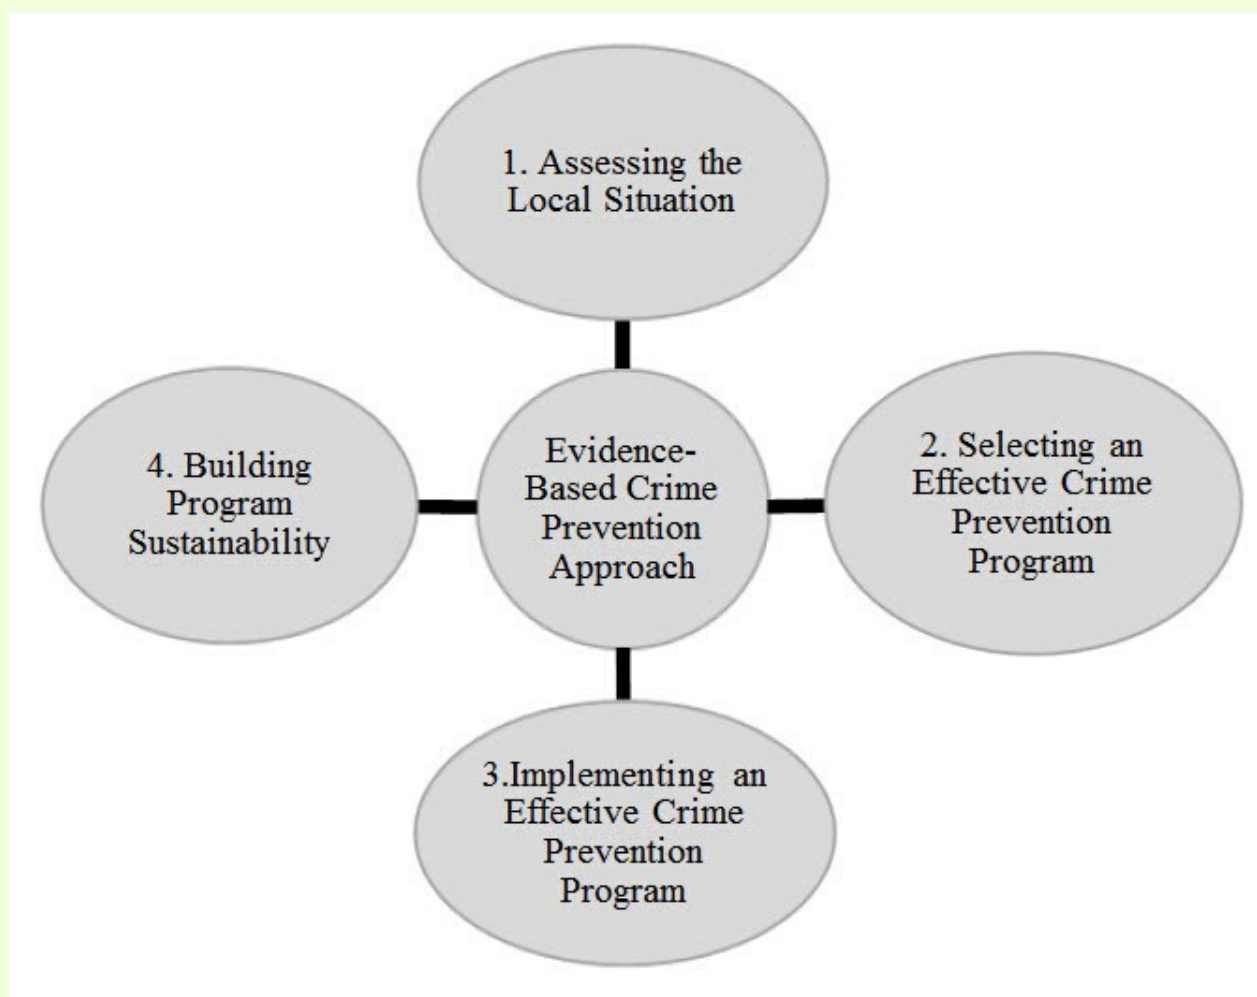 1. Assessing the
Local Situation
Evidence-
Based Crime
Prevention
Approach
2. Selecting an
Effective Crime
Prevention
Program
3.Implementing an
Effective Crime
Prevention
Program
4. Building
Program
Sustainability